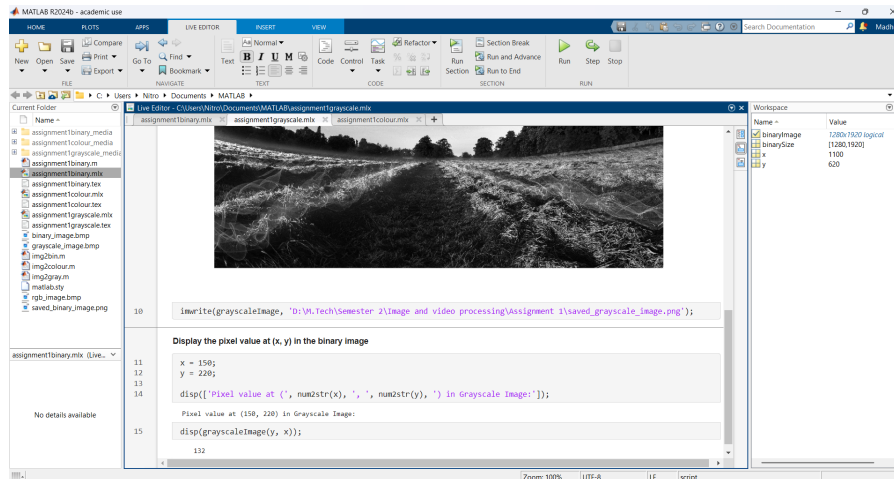 MATLAB R2024b - academic use
HOME PLOTS APPS LIVE EDITOR INSERT VIEW
Search Documentation
Madh
New Open Save
Compare
Print
Export
FILE
Go To
Find
Bookmark
NAVIGATE
Text
Aa Normal
B I U M
TEXT
Code Control Task
Refactor
CODE
Run Section
Section Break
Run and Advance
Run to End
SECTION
Run Step Stop
RUN
C: Users Nitro Documents MATLAB
Current Folder
Name
assignment1binary_media
assignment1colour_media
assignment1grayscale_media
assignment1binary.m
assignment1binary.mlx
assignment1binary.tex
assignment1colour.mlx
assignment1colour.tex
assignment1grayscale.mlx
assignment1grayscale.tex
binary_image.bmp
grayscale_image.bmp
img2bin.m
img2colour.m
img2gray.m
matlab.sty
rgb_image.bmp
saved_binary_image.png
assignment1binary.mlx (Live...
No details available
Live Editor - C:\Users\Nitro\Documents\MATLAB\assignment1grayscale.mlx
assignment1binary.mlx × assignment1grayscale.mlx × assignment1colour.mlx × +
10 imwrite(grayscaleImage, 'D:\M.Tech\Semester 2\Image and video processing\Assignment 1\saved_grayscale_image.png');
Display the pixel value at (x, y) in the binary image
11 x = 150;
12 y = 220;
13
14 disp(['Pixel value at (', num2str(x), ', ', num2str(y), ') in Grayscale Image:']);
Pixel value at (150, 220) in Grayscale Image:
15 disp(grayscaleImage(y, x));
132
Workspace
Name Value
binaryImage 1280x1920 logical
binarySize [1280,1920]
x 1100
y 620
Zoom: 100% UTF-8 LF script